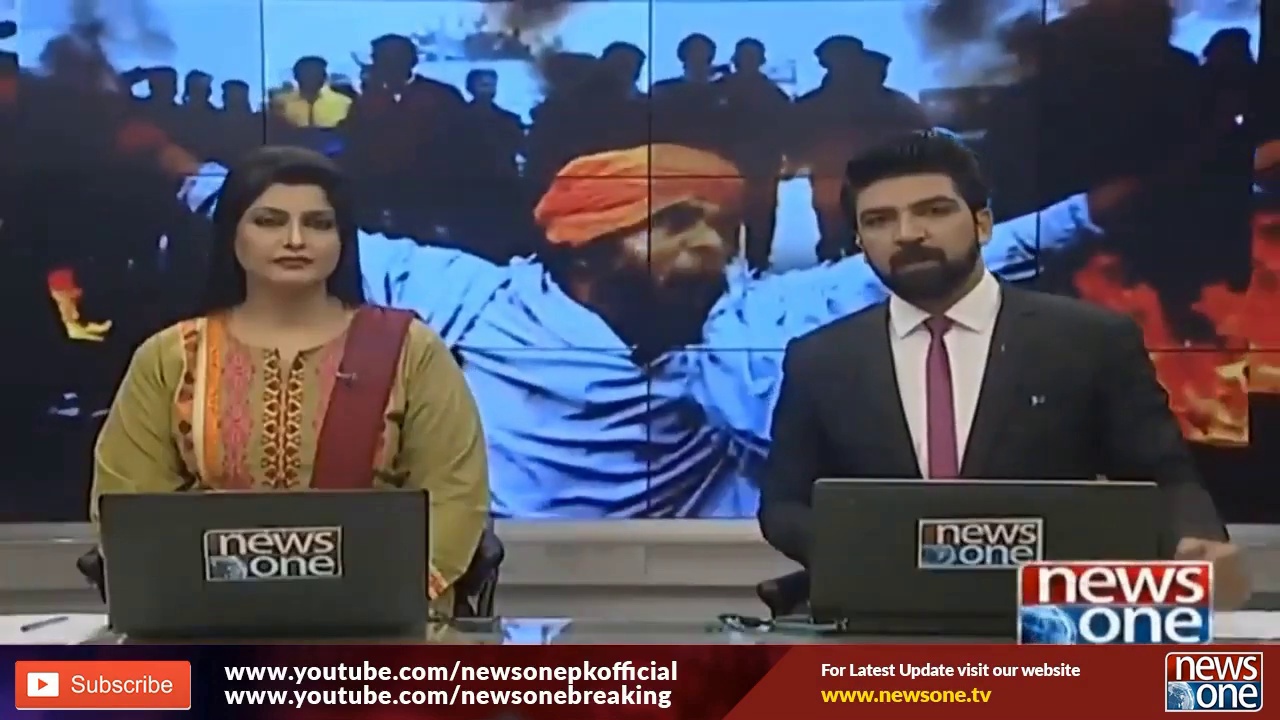 news
one
news
one
news
one
Subscribe
www.youtube.com/newsonepkofficial
www.youtube.com/newsonebreaking
For Latest Update visit our website
www.newsone.tv
news
one